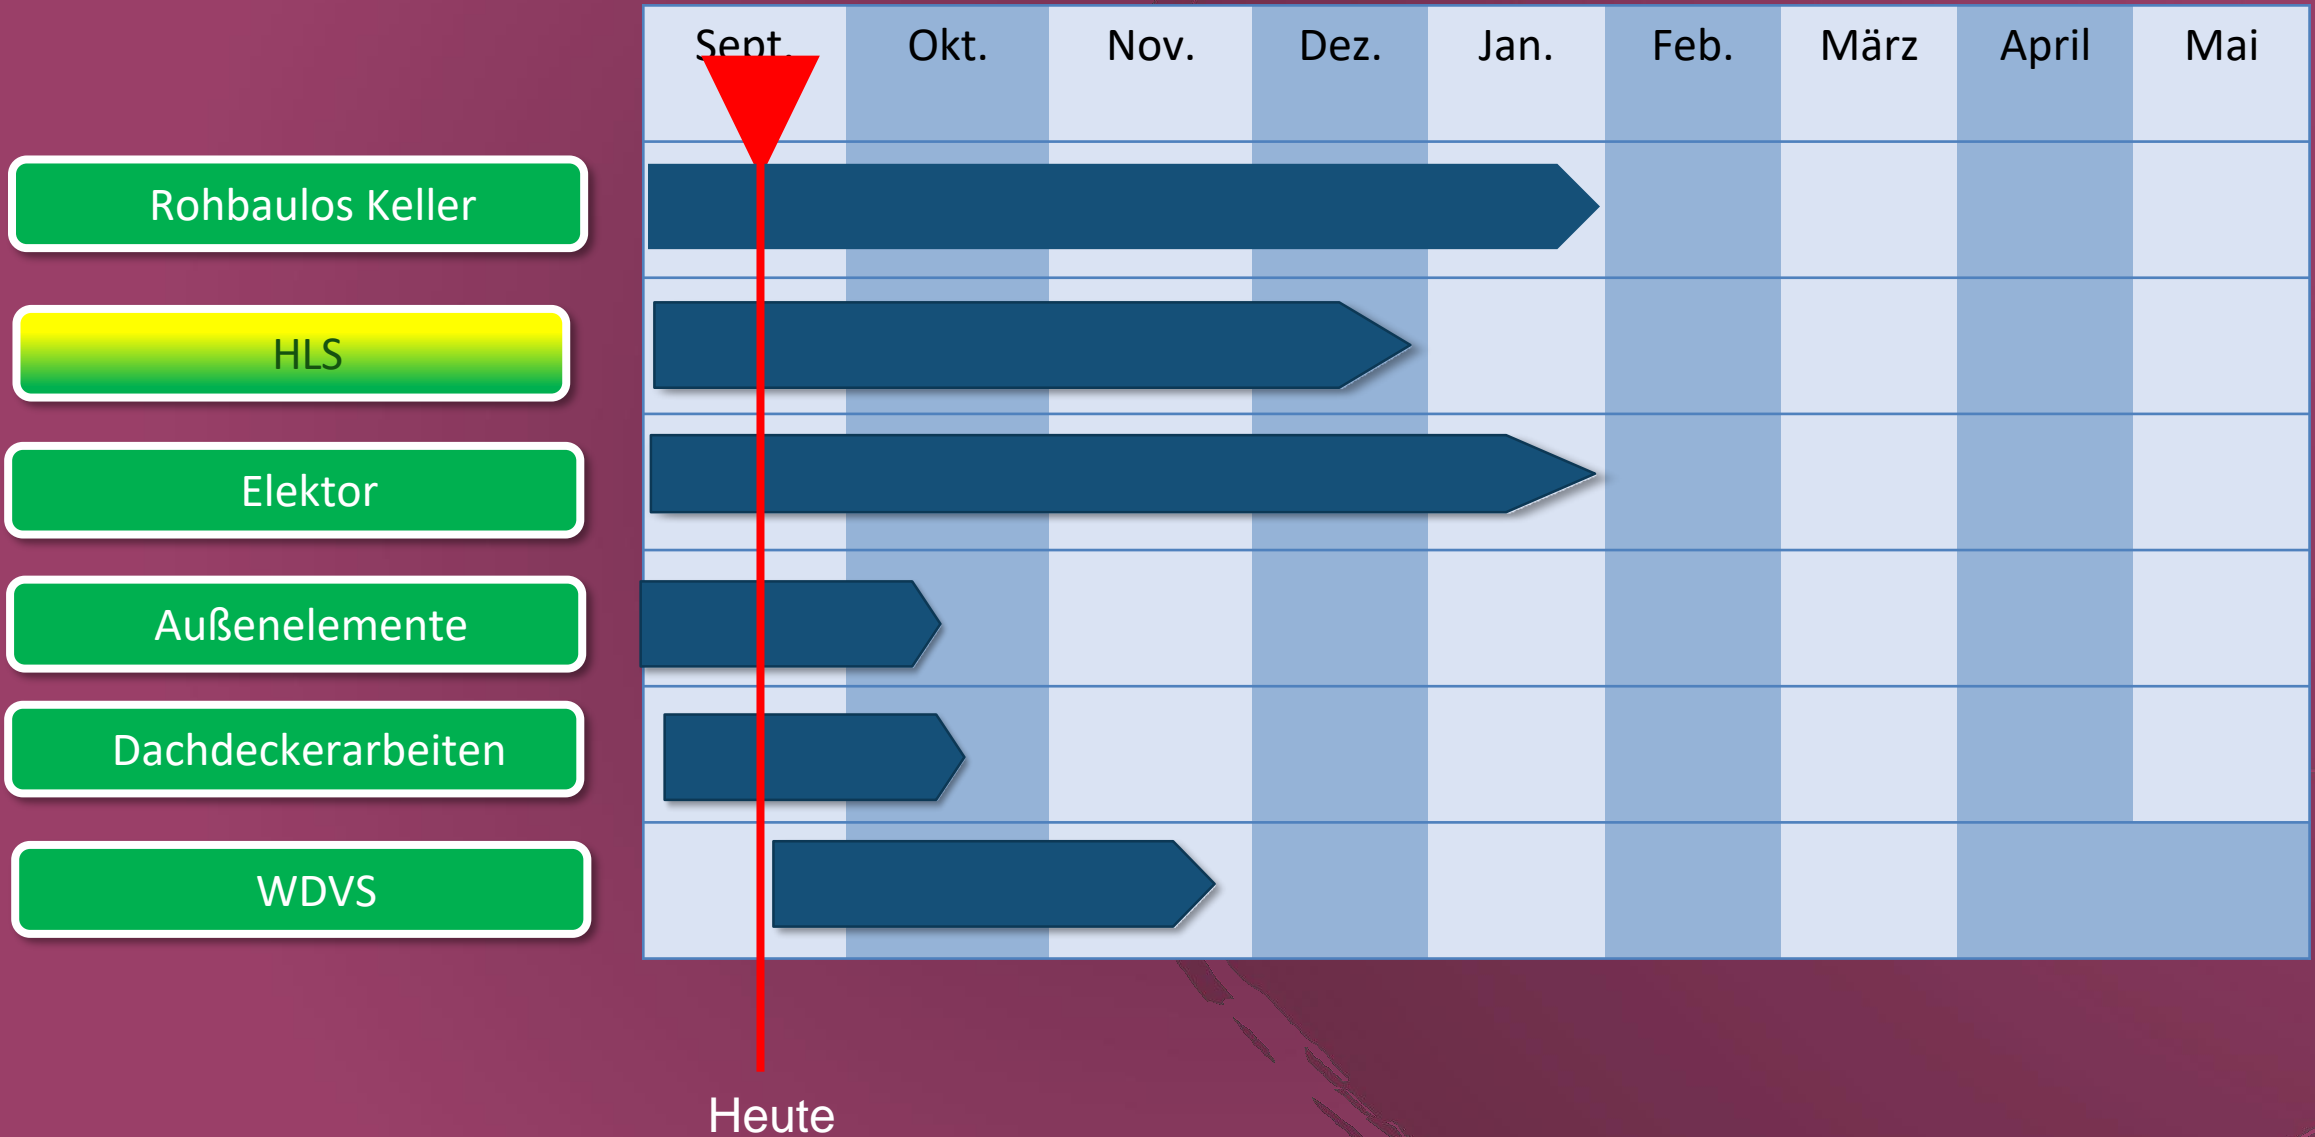 Sept. Okt. Nov. Dez. Jan. Feb. März April Mai
Rohbaulos Keller
HLS
Elektor
Außenelemente
Dachdeckerarbeiten
WDVS
Heute